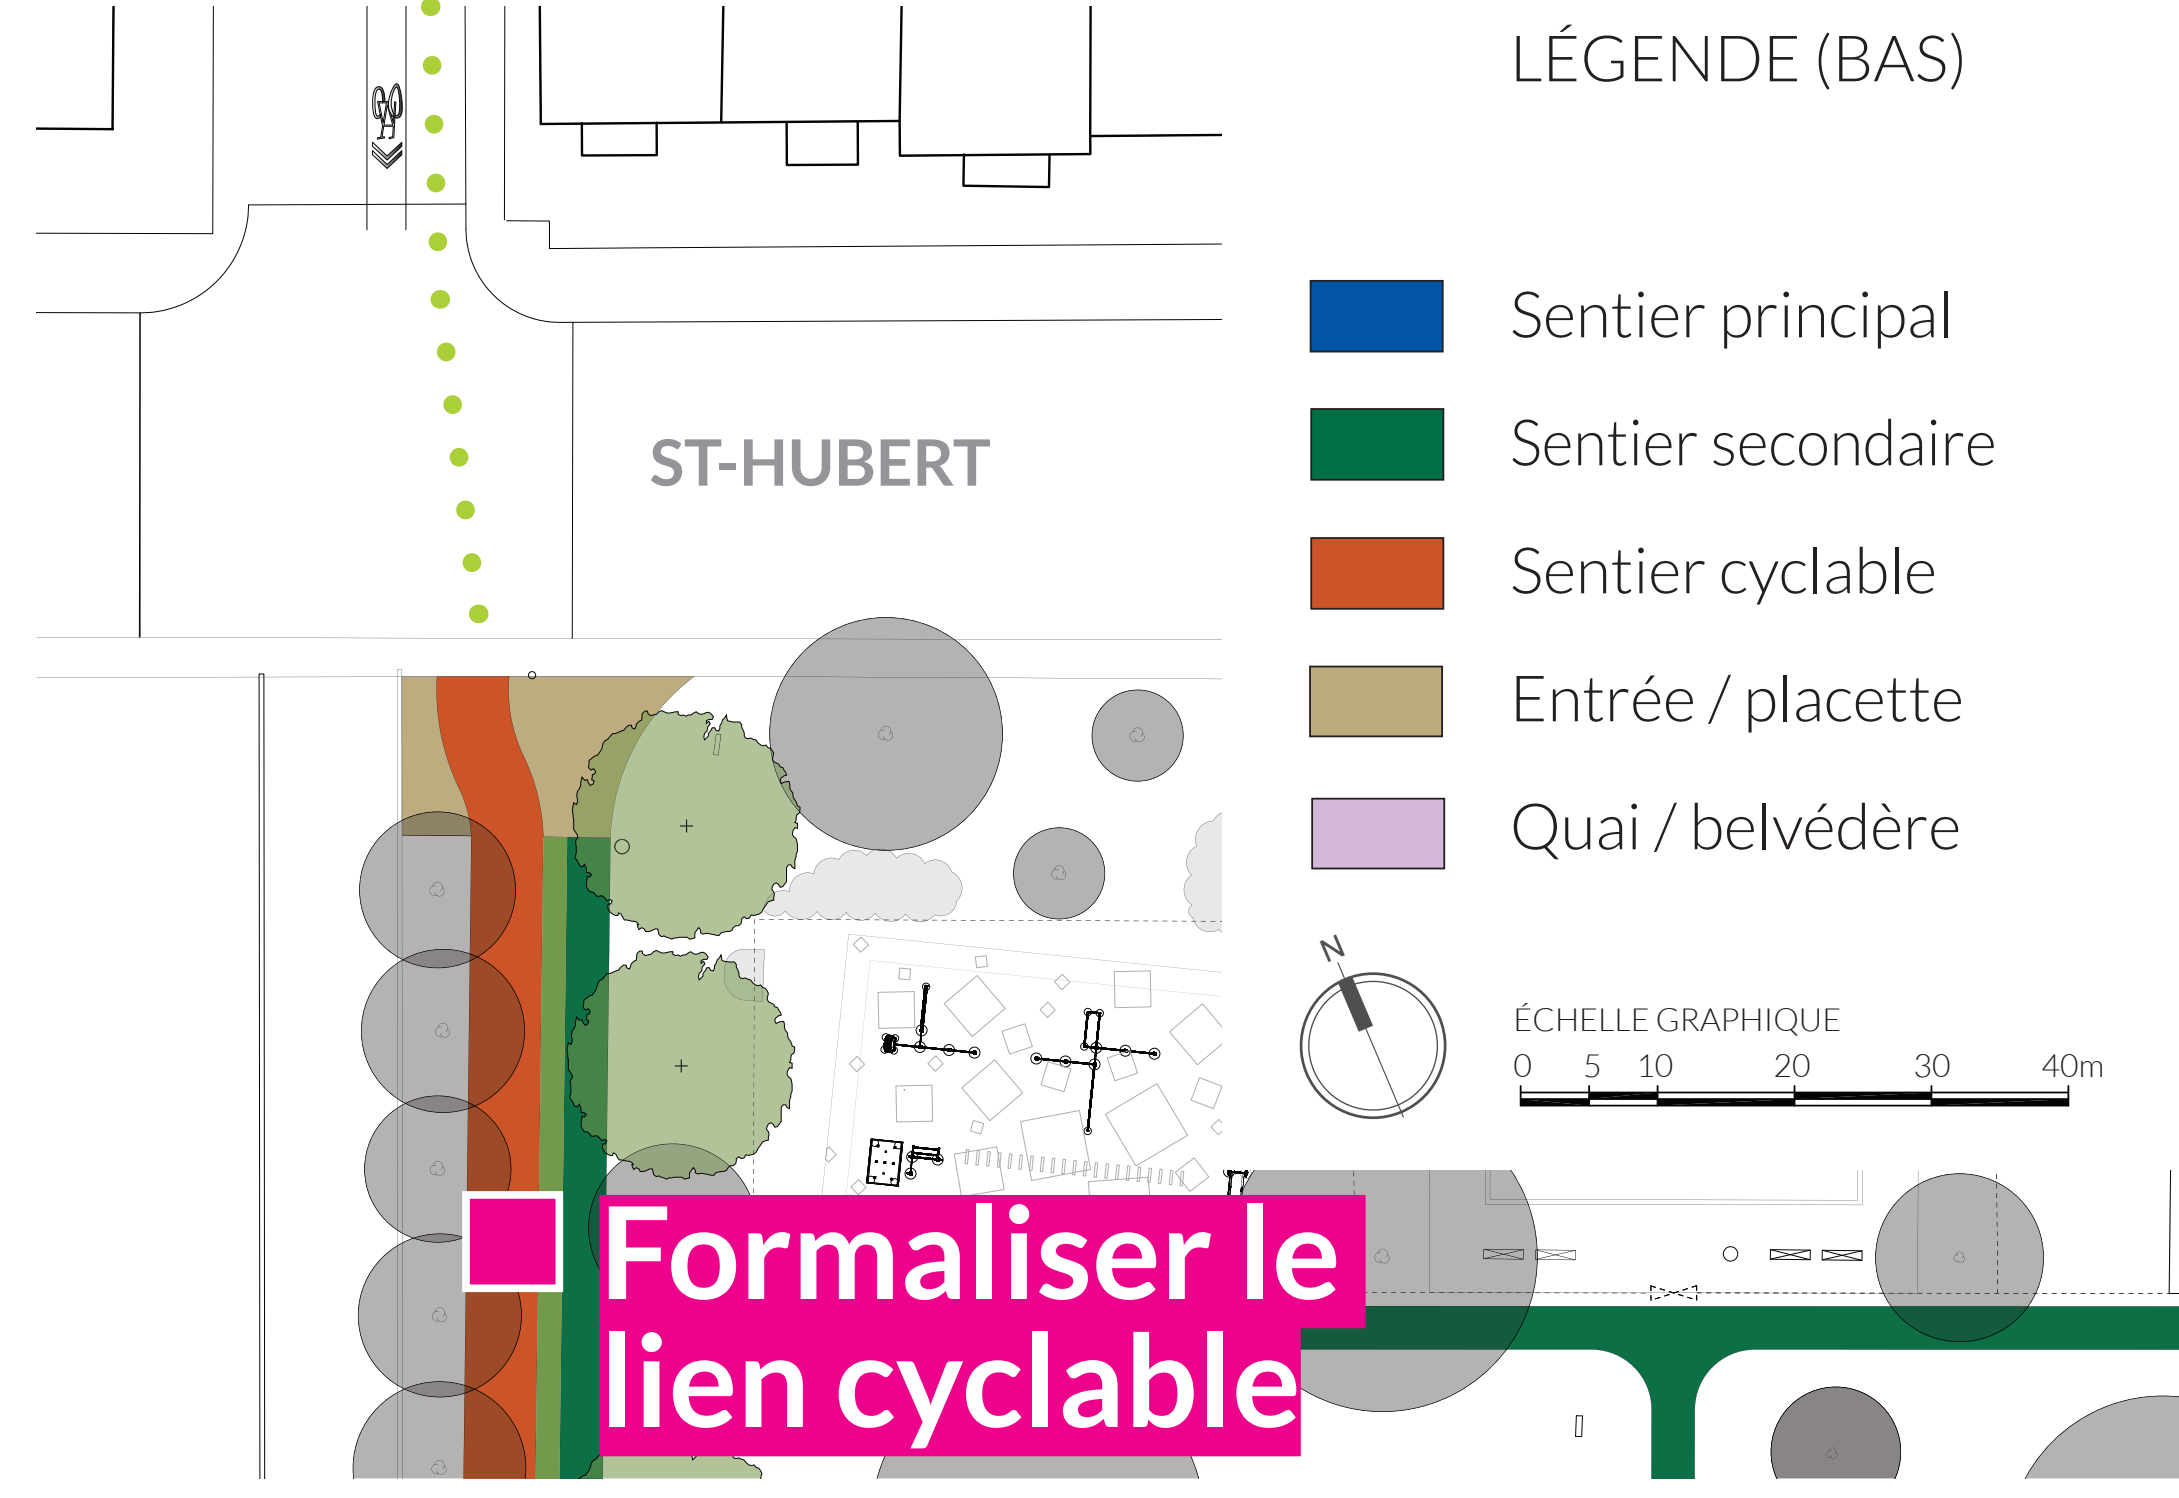 LÉGENDE (BAS)
Sentier principal
ST-HUBERT
Sentier secondaire
Sentier cyclable
Entrée / placette
Quai / belvédère
N
ÉCHELLE GRAPHIQUE
0 5 10 20 30 40m
Formaliser le
lien cyclable